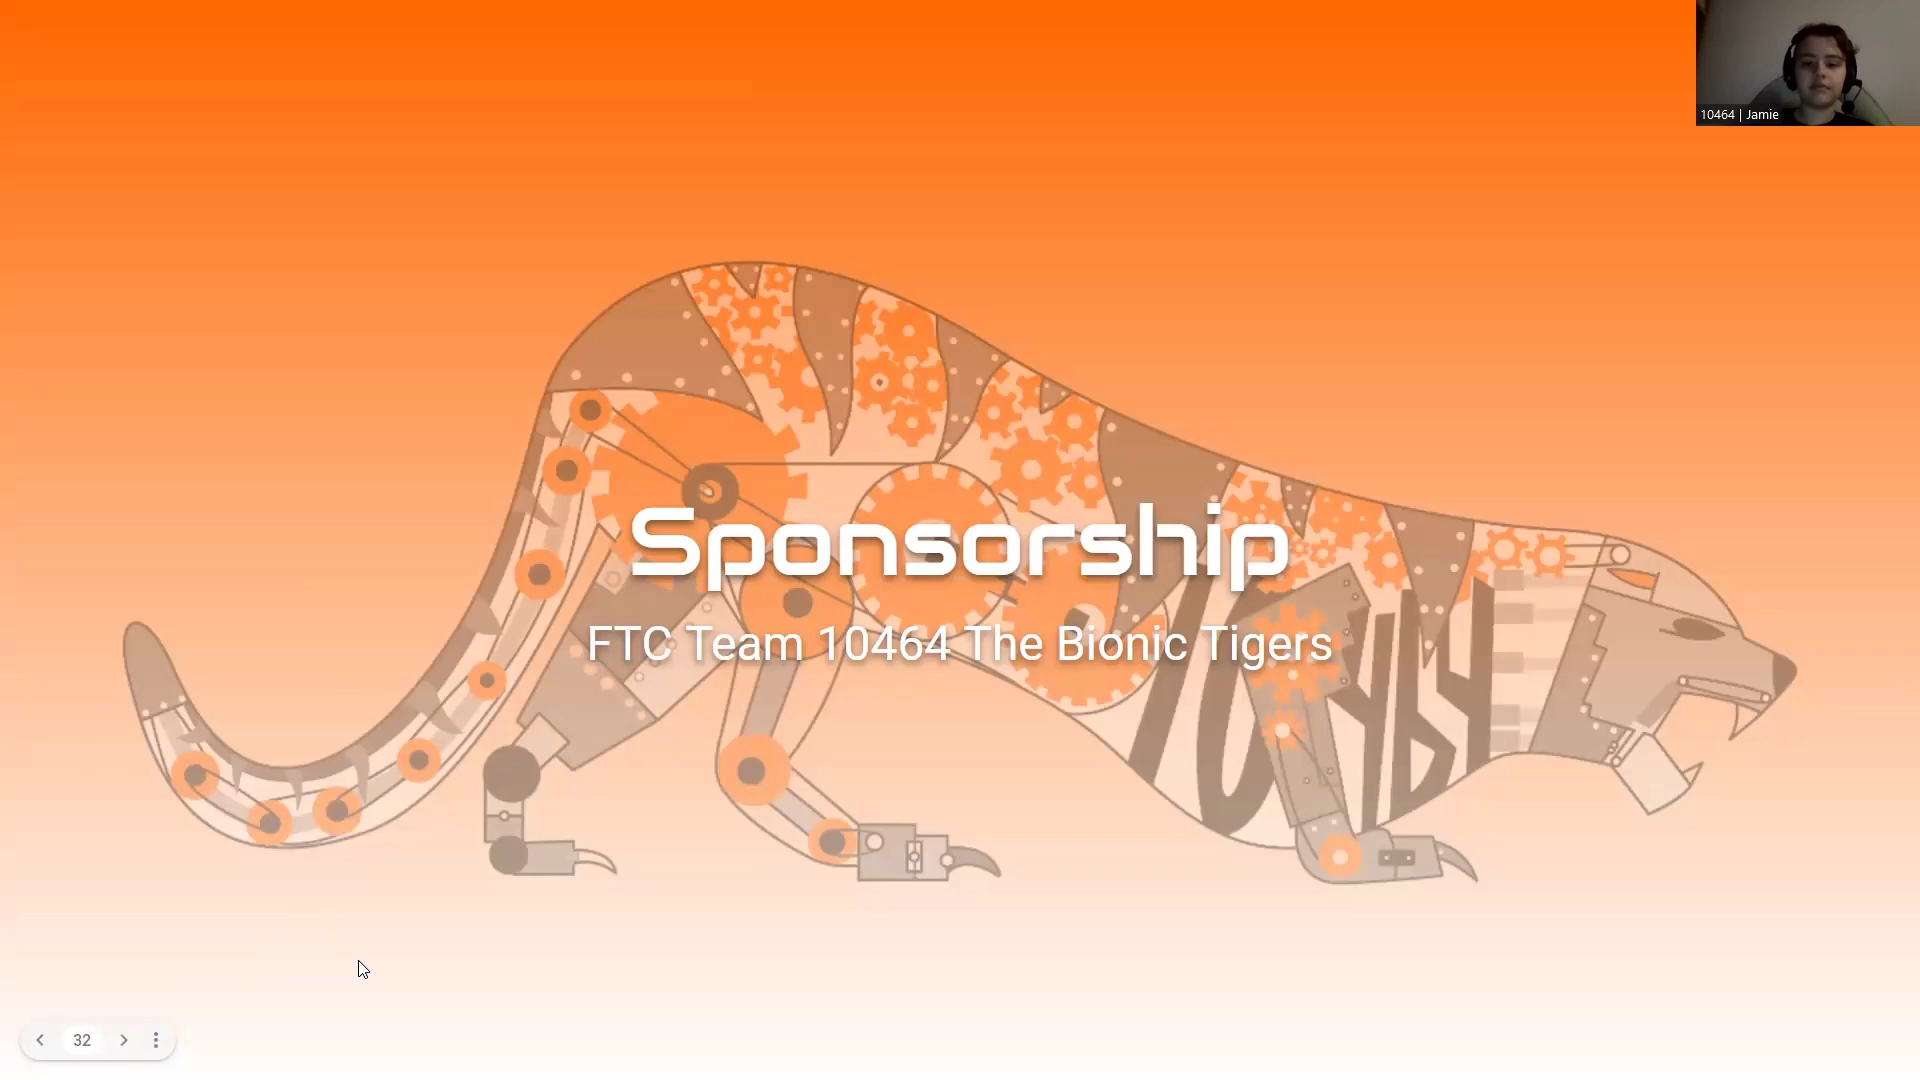 10464 | Jamie
Sponsorship
FTC Team 10464 The Bionic Tigers
10464
32